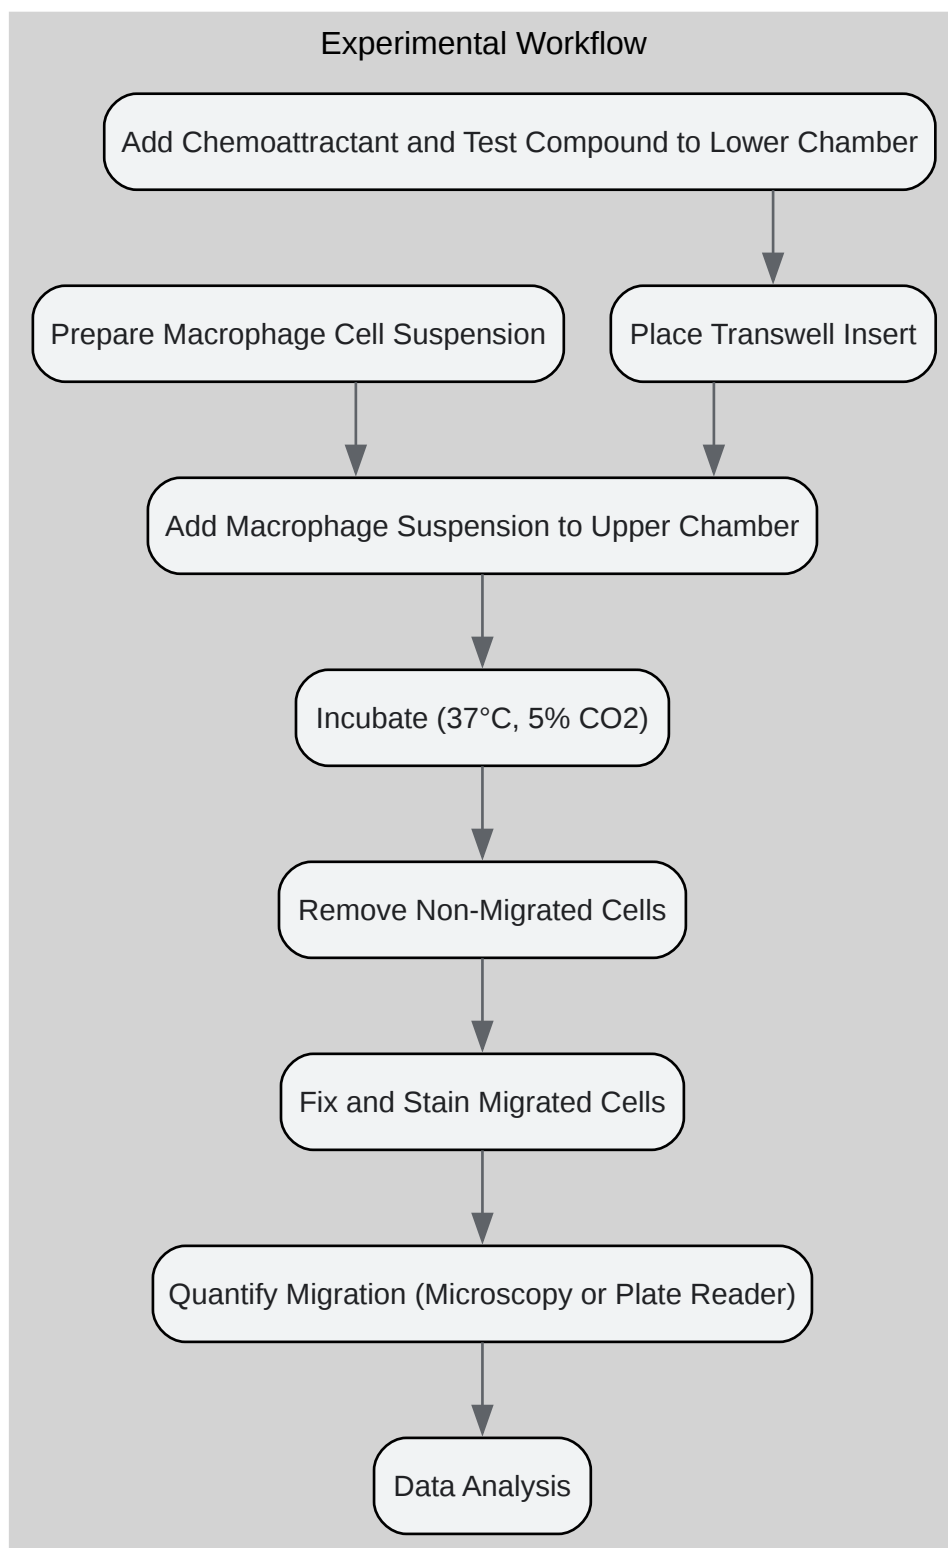 Experimental Workflow
Add Chemoattractant and Test Compound to Lower Chamber
Prepare Macrophage Cell Suspension
Place Transwell Insert
Add Macrophage Suspension to Upper Chamber
Incubate (37°C, 5% CO2)
Remove Non-Migrated Cells
Fix and Stain Migrated Cells
Quantify Migration (Microscopy or Plate Reader)
Data Analysis